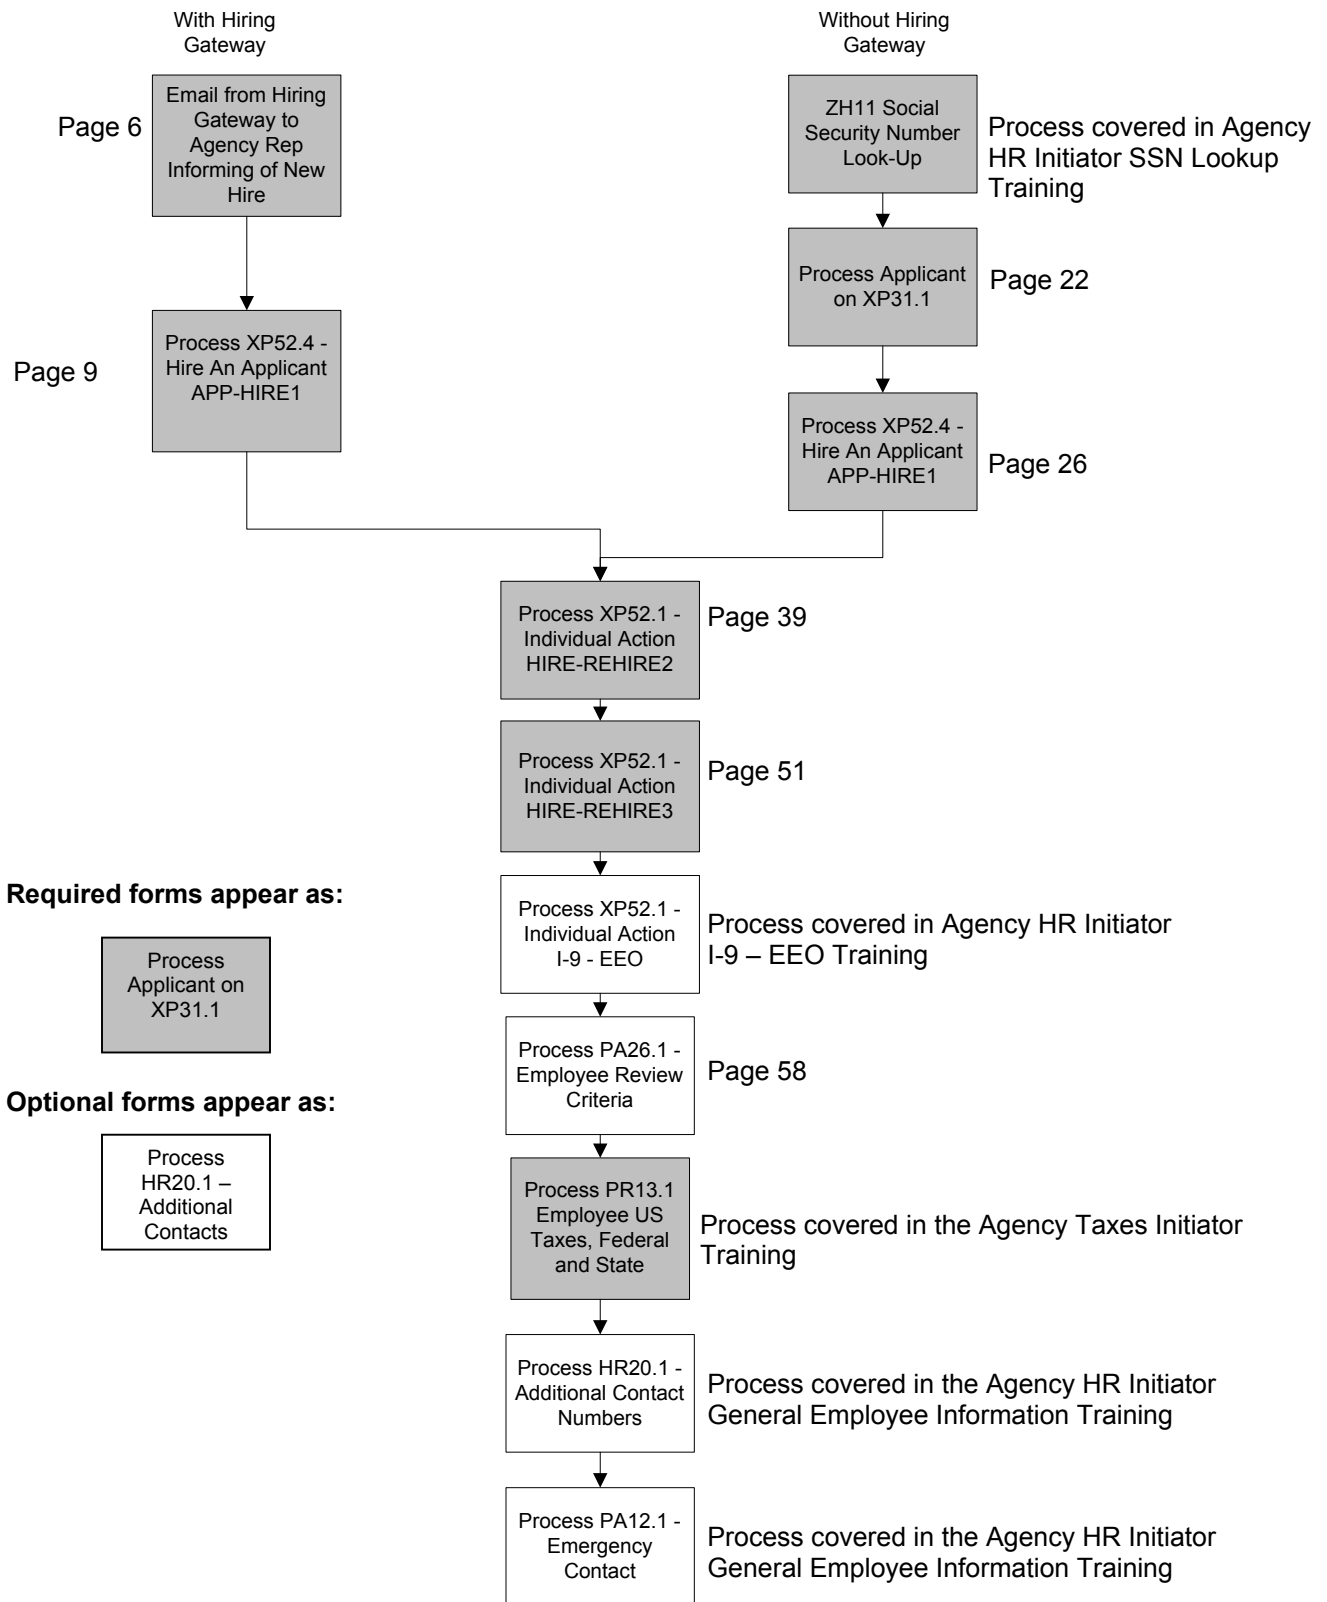 With Hiring
Gateway
Without Hiring
Gateway
Page 6
Email from Hiring
Gateway to
Agency Rep
Informing of New
Hire
ZH11 Social
Security Number
Look-Up
Process covered in Agency
HR Initiator SSN Lookup
Training
Process Applicant
on XP31.1
Page 22
Page 9
Process XP52.4 -
Hire An Applicant
APP-HIRE1
Process XP52.4 -
Hire An Applicant
APP-HIRE1
Page 26
Process XP52.1 -
Individual Action
HIRE-REHIRE2
Page 39
Process XP52.1 -
Individual Action
HIRE-REHIRE3
Page 51
Required forms appear as:
Process
Applicant on
XP31.1
Optional forms appear as:
Process
HR20.1 –
Additional
Contacts
Process XP52.1 -
Individual Action
I-9 - EEO
Process covered in Agency HR Initiator
I-9 – EEO Training
Process PA26.1 -
Employee Review
Criteria
Page 58
Process PR13.1
Employee US
Taxes, Federal
and State
Process covered in the Agency Taxes Initiator
Training
Process HR20.1 -
Additional Contact
Numbers
Process covered in the Agency HR Initiator
General Employee Information Training
Process PA12.1 -
Emergency
Contact
Process covered in the Agency HR Initiator
General Employee Information Training